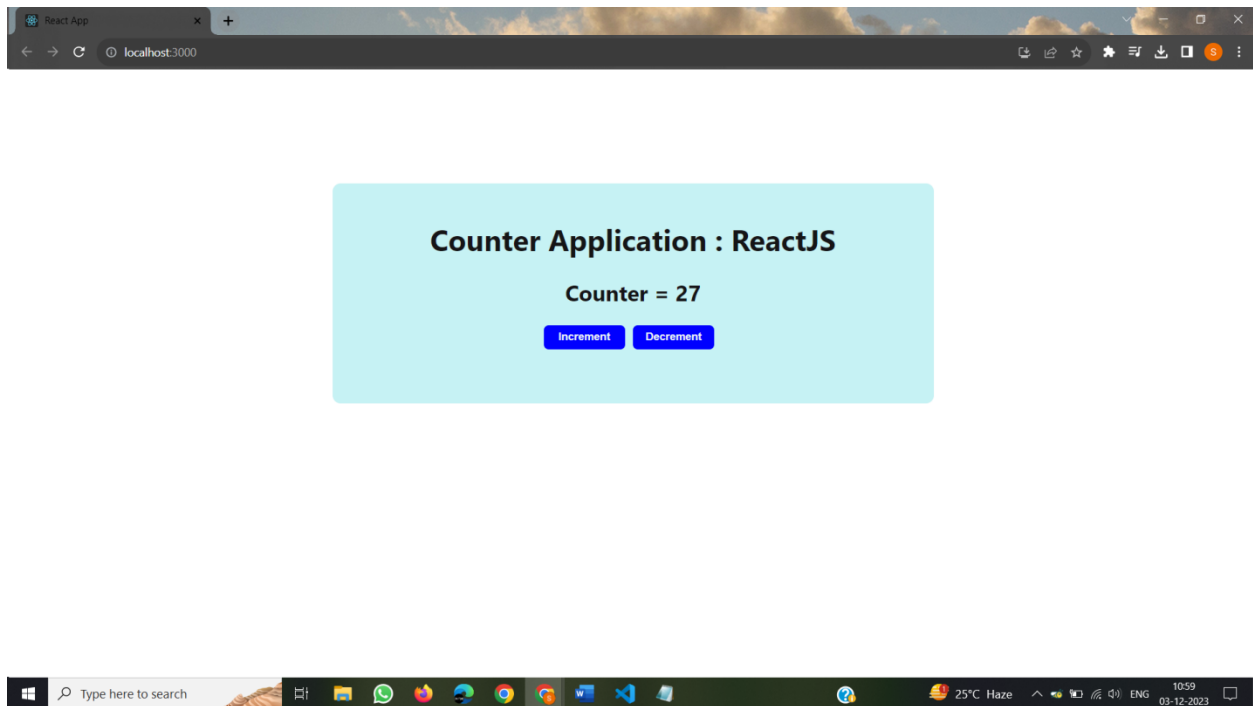 React App
localhost:3000
S
Counter Application : ReactJS
Counter = 27
Increment Decrement
Type here to search
25°C Haze
ENG
10:59
03-12-2023